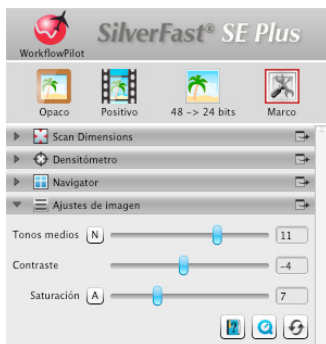 SilverFast® SE Plus
WorkflowPilot
Opaco Positivo 48 -> 24 bits Marco
Scan Dimensions
Densitómetro
Navigator
Ajustes de imagen
Tonos medios N 11
Contraste -4
Saturación A 7